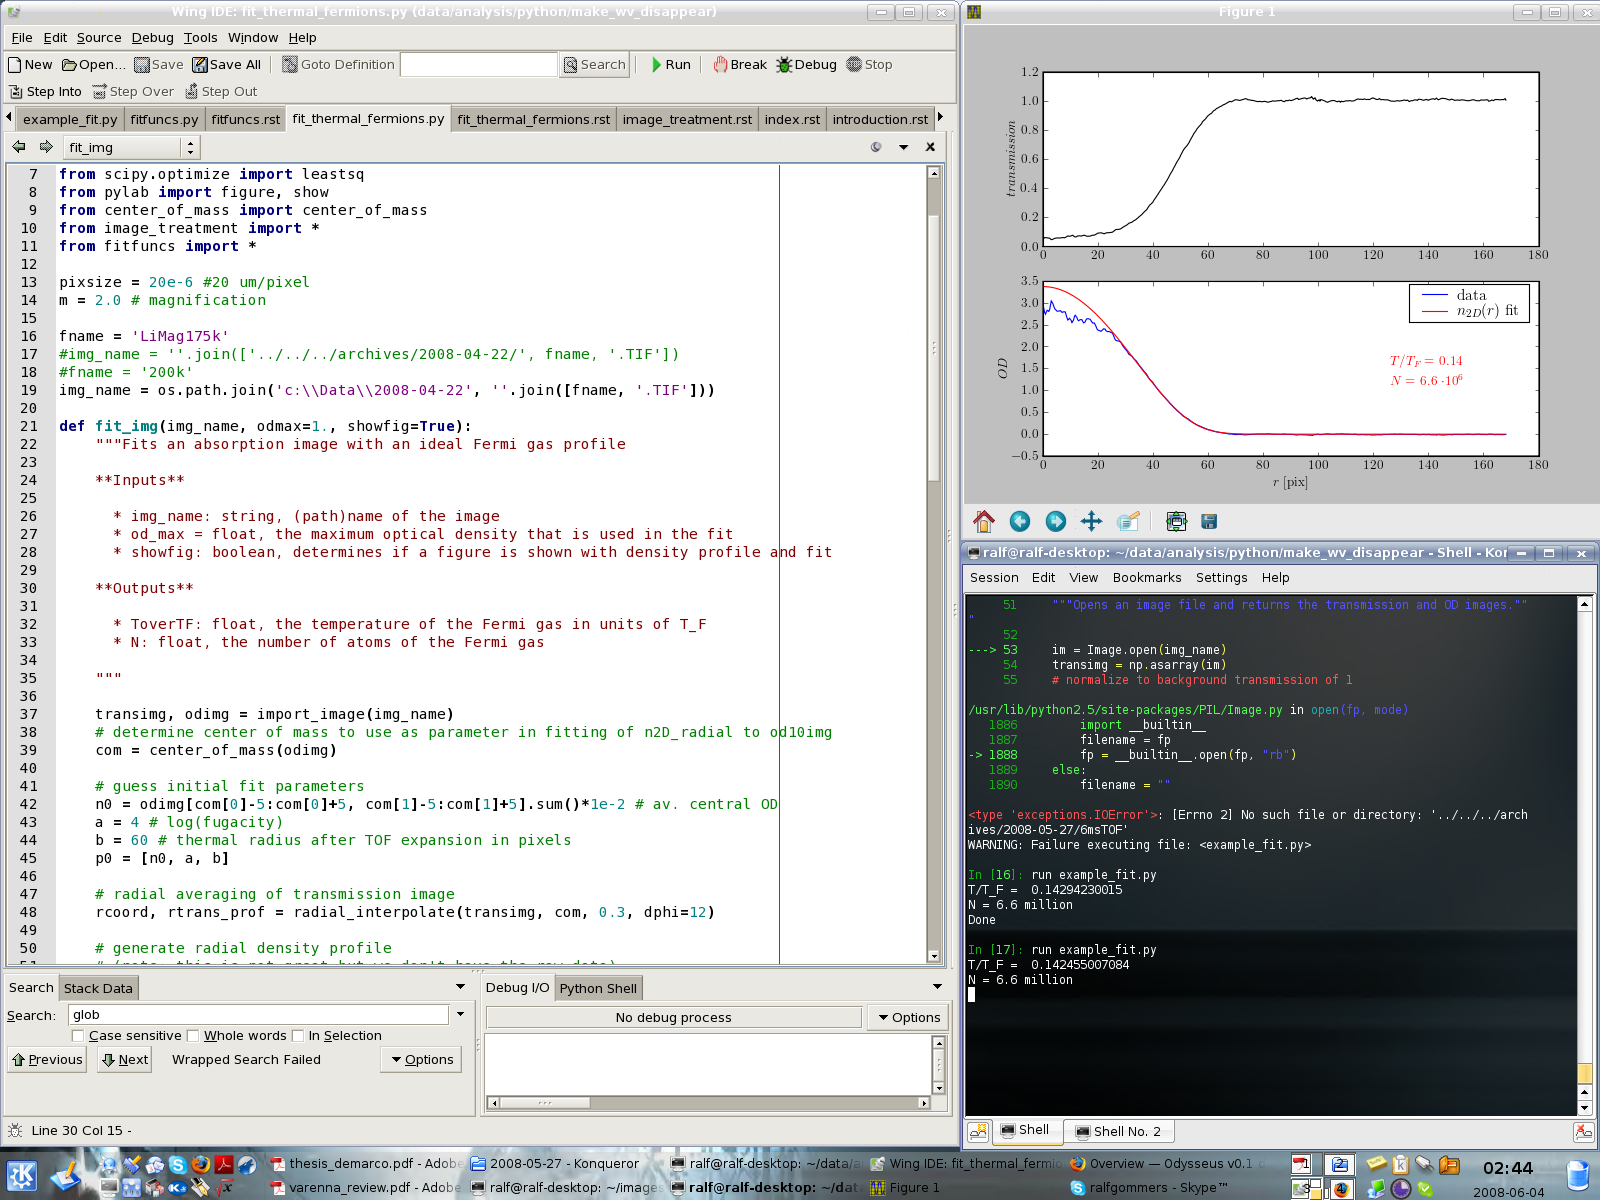 Wing IDE: fit_thermal_fermions.py (data/analysis/python/make_wv_disappear)
File Edit Source Debug Tools Window Help
New Open... Save Save All Goto Definition Search Run Break Debug Stop
Step Into Step Over Step Out
example_fit.py fitfuncs.py fitfuncs.rst fit_thermal_fermions.py fit_thermal_fermions.rst image_treatment.rst index.rst introduction.rst
fit_img
7 from scipy.optimize import leastsq
8 from pylab import figure, show
9 from center_of_mass import center_of_mass
10 from image_treatment import *
11 from fitfuncs import *
12
13 pixsize = 20e-6 #20 um/pixel
14 m = 2.0 # magnification
15
16 fname = 'LiMag175k'
17 #img_name = ''.join(['../../../archives/2008-04-22/', fname, '.TIF'])
18 #fname = '200k'
19 img_name = os.path.join('c:\\Data\\2008-04-22', ''.join([fname, '.TIF']))
20
21 def fit_img(img_name, odmax=1., showfig=True):
22 """Fits an absorption image with an ideal Fermi gas profile
23
24 **Inputs**
25
26 * img_name: string, (path)name of the image
27 * od_max = float, the maximum optical density that is used in the fit
28 * showfig: boolean, determines if a figure is shown with density profile and fit
29
30 **Outputs**
31
32 * ToverTF: float, the temperature of the Fermi gas in units of T_F
33 * N: float, the number of atoms of the Fermi gas
34
35 """
36
37 transimg, odimg = import_image(img_name)
38 # determine center of mass to use as parameter in fitting of n2D_radial to od10img
39 com = center_of_mass(odimg)
40
41 # guess initial fit parameters
42 n0 = odimg[com[0]-5:com[0]+5, com[1]-5:com[1]+5].sum()*1e-2 # av. central OD
43 a = 4 # log(fugacity)
44 b = 60 # thermal radius after TOF expansion in pixels
45 p0 = [n0, a, b]
46
47 # radial averaging of transmission image
48 rcoord, rtrans_prof = radial_interpolate(transimg, com, 0.3, dphi=12)
49
50 # generate radial density profile
Search Stack Data
Search: glob
Case sensitive Whole words In Selection
Previous Next Wrapped Search Failed Options
Debug I/O Python Shell
No debug process Options
Line 30 Col 15 -
Figure 1
1.2
1.0
0.8
0.6
0.4
0.2
0.0
transmission
0 20 40 60 80 100 120 140 160 180
3.5
3.0
2.5
2.0
1.5
1.0
0.5
0.0
−0.5
OD
data
n2D(r) fit
T/TF = 0.14
N = 6.6 ·10⁶
0 20 40 60 80 100 120 140 160 180
r [pix]
ralf@ralf-desktop: ~/data/analysis/python/make_wv_disappear - Shell - Kor
Session Edit View Bookmarks Settings Help
51 """Opens an image file and returns the transmission and OD images.""
"
52
---> 53 im = Image.open(img_name)
54 transimg = np.asarray(im)
55 # normalize to background transmission of 1
/usr/lib/python2.5/site-packages/PIL/Image.py in open(fp, mode)
1886 import __builtin__
1887 filename = fp
-> 1888 fp = __builtin__.open(fp, "rb")
1889 else:
1890 filename = ""
<type 'exceptions.IOError'>: [Errno 2] No such file or directory: '../../../arch
ives/2008-05-27/6msTOF'
WARNING: Failure executing file: <example_fit.py>
In [16]: run example_fit.py
T/T_F = 0.14294230015
N = 6.6 million
Done
In [17]: run example_fit.py
T/T_F = 0.142455007084
N = 6.6 million
Shell Shell No. 2
thesis_demarco.pdf - Adobe 2008-05-27 - Konqueror ralf@ralf-desktop: ~/data/a Wing IDE: fit_thermal_fermio Overview — Odysseus v0.1
varenna_review.pdf - Adobe ralf@ralf-desktop: ~/images ralf@ralf-desktop: ~/dat Figure 1 ralfgommers - Skype™
02:44
2008-06-04